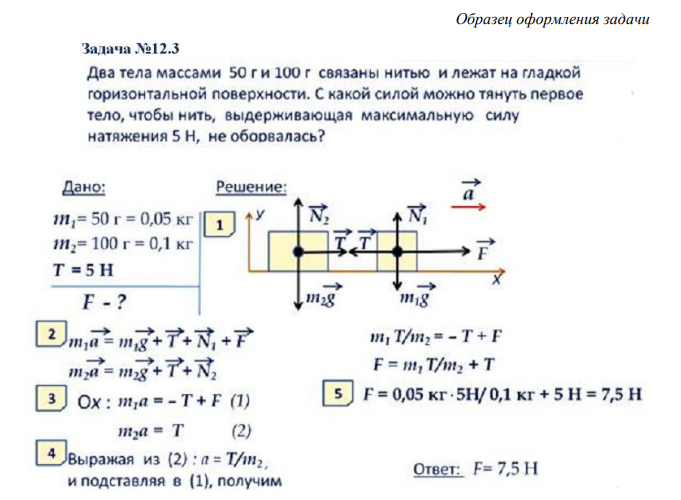 Образец оформления задачи
Задача №12.3
Два тела массами 50 г и 100 г связаны нитью и лежат на гладкой
горизонтальной поверхности. С какой силой можно тянуть первое
тело, чтобы нить, выдерживающая максимальную силу
натяжения 5 Н, не оборвалась?
Дано:
m₁= 50 г = 0,05 кг
m₂= 100 г = 0,1 кг
T = 5 Н
F - ?
Решение:
1
У
N₂
N₁
a
T
T
F
X
m₂g
m₁g
2
m₁a = m₁g + T + N₁ + F
m₂a = m₂g + T + N₂
3
Ох : m₁a = – T + F (1)
m₂a = T (2)
4
Выражая из (2) : a = T/m₂,
и подставляя в (1), получим
m₁ T/m₂ = – T + F
F = m₁ T/m₂ + T
5
F = 0,05 кг · 5Н/ 0,1 кг + 5 Н = 7,5 Н
Ответ: F= 7,5 Н